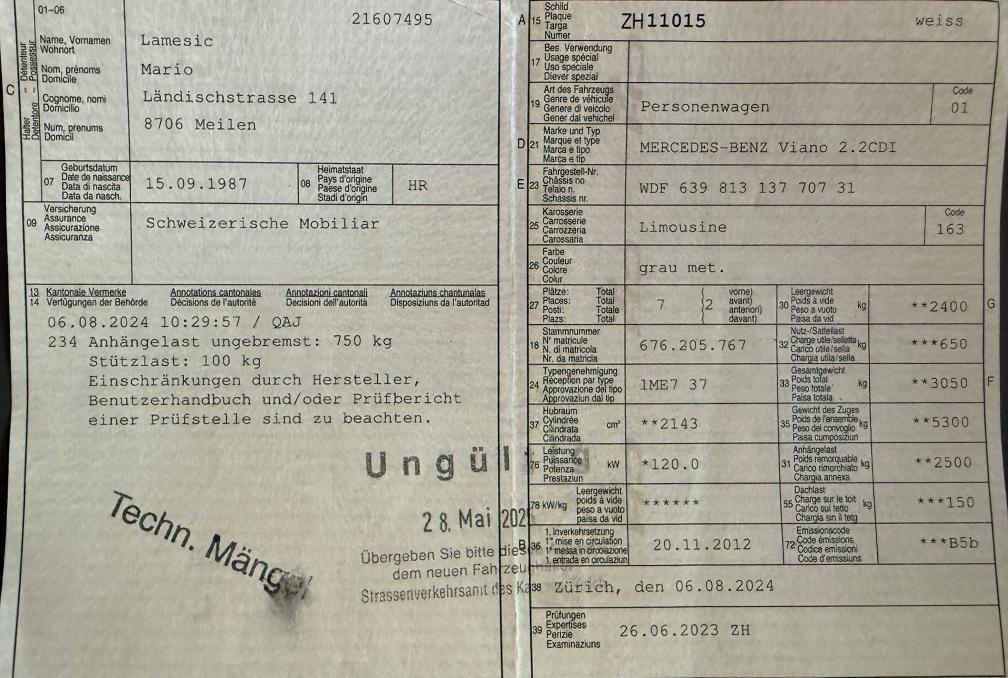 01-06
21607495
C
Halter - Détenteur
Detentore - Possessur
Name, Vornamen
Wohnort
Nom, prénoms
Domicile
Cognome, nomi
Domicilio
Num, prenums
Domicil
Lamesic
Mario
Ländischstrasse 141
8706 Meilen
07
Geburtsdatum
Date de naissance
Data di nascita
Data da nasch.
15.09.1987
08
Heimatstaat
Pays d'origine
Paese d'origine
Stadi d'origin
HR
09
Versicherung
Assurance
Assicurazione
Assicuranza
Schweizerische Mobiliar
13 Kantonale Vermerke Annotations cantonales Annotazioni cantonali Annotaziuns chantunalas
14 Verfügungen der Behörde Décisions de l'autorité Decisioni dell'autorità Disposiziuns da l'autoritad
06.08.2024 10:29:57 / QAJ
234 Anhängelast ungebremst: 750 kg
Stützlast: 100 kg
Einschränkungen durch Hersteller,
Benutzerhandbuch und/oder Prüfbericht
einer Prüfstelle sind zu beachten.
Ungültig
28. Mai 202
Techn. Mängel
Übergeben Sie bitte dies
dem neuen Fahrzeug
Strassenverkehrsamt des Ka
A 15
Schild
Plaque
Targa
Numer
ZH11015 weiss
17
Bes. Verwendung
Usage spécial
Uso speciale
Diever spezial
19
Art des Fahrzeugs
Genre de véhicule
Genere di veicolo
Gener dal vehichel
Personenwagen
Code
01
D 21
Marke und Typ
Marque et type
Marca e tipo
Marca e tip
MERCEDES-BENZ Viano 2.2CDI
E 23
Fahrgestell-Nr.
Châssis no
Telaio n.
Schassis nr.
WDF 639 813 137 707 31
25
Karosserie
Carrosserie
Carrozzeria
Carossaria
Limousine
Code
163
26
Farbe
Couleur
Colore
Colur
grau met.
27
Plätze: Total
Places: Total
Posti: Totale
Plazs: Total
7
2
vorne)
avant)
anteriori)
davant)
30
Leergewicht
Poids à vide
Peso a vuoto
Paisa da vid
kg
**2400
G
18
Stammnummer
N° matricule
N. di matricola
Nr. da matricla
676.205.767
32
Nutz-/Sattellast
Charge utile/sellette
Carico utile/sella
Chargia utila/sella
kg
***650
24
Typengenehmigung
Réception par type
Approvazione del tipo
Approvaziun dal tip
1ME7 37
33
Gesamtgewicht
Poids total
Peso totale
Paisa totala
kg
**3050
F
37
Hubraum
Cylindrée
Cilindrata
Cilindrada
cm³
**2143
35
Gewicht des Zuges
Poids de l'ensemble
Peso del convoglio
Paisa cumposiziun
kg
**5300
76
Leistung
Puissance
Potenza
Prestaziun
kW
*120.0
31
Anhängelast
Poids remorquable
Carico rimorchiato
Chargia annexa
kg
**2500
78 kW/kg
Leergewicht
poids à vide
peso a vuoto
paisa da vid
******
55
Dachlast
Charge sur le toit
Carico sul tetto
Chargia sin il tetg
kg
***150
B 36
1. Inverkehrsetzung
1re mise en circulation
1a messa in circolazione
1. entrada en circulaziun
20.11.2012
72
Emissionscode
Code émissions
Codice emissioni
Code d'emissiuns
***B5b
38 Zürich, den 06.08.2024
39
Prüfungen
Expertises
Perizie
Examinaziuns
26.06.2023 ZH